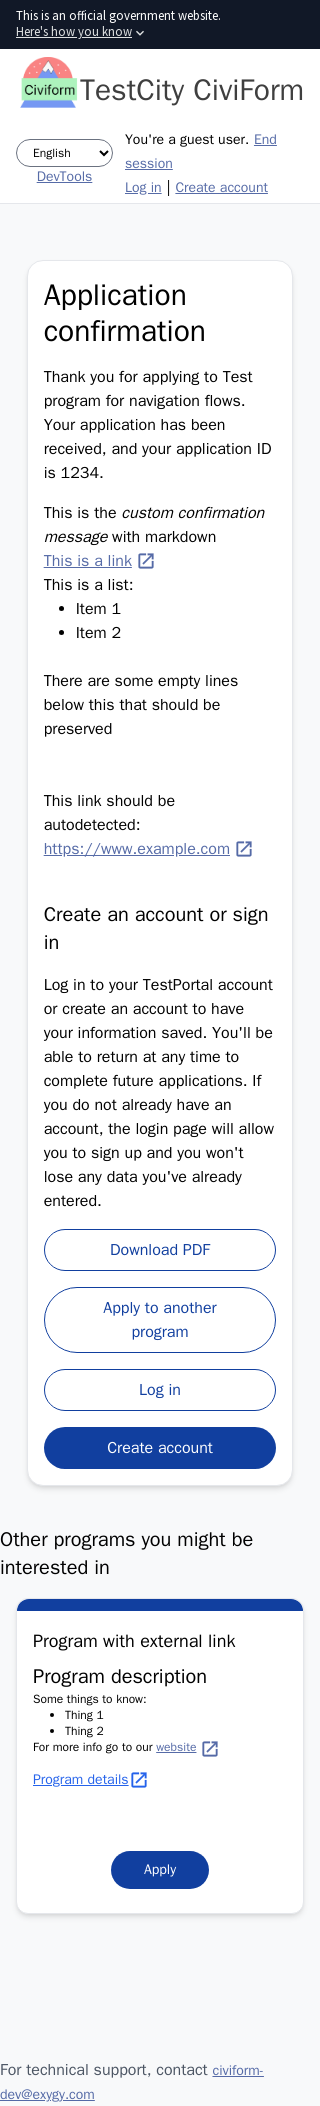 This is an official government website.
Here's how you know
Civiform
TestCity CiviForm
English
DevTools
You're a guest user. End
session
Log in | Create account
Application
confirmation
Thank you for applying to Test
program for navigation flows.
Your application has been
received, and your application ID
is 1234.
This is the custom confirmation
message with markdown
This is a link
This is a list:
• Item 1
• Item 2
There are some empty lines
below this that should be
preserved
This link should be
autodetected:
https://www.example.com
Create an account or sign
in
Log in to your TestPortal account
or create an account to have
your information saved. You'll be
able to return at any time to
complete future applications. If
you do not already have an
account, the login page will allow
you to sign up and you won't
lose any data you've already
entered.
Download PDF
Apply to another
program
Log in
Create account
Other programs you might be
interested in
Program with external link
Program description
Some things to know:
• Thing 1
• Thing 2
For more info go to our website
Program details
Apply
For technical support, contact civiform-
dev@exygy.com